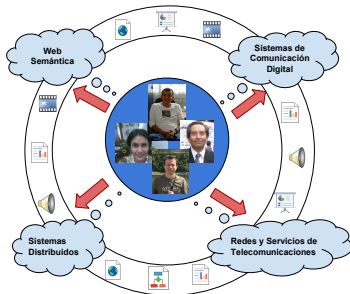 Web
Semántica
Sistemas de
Comunicación
Digital
Sistemas
Distribuidos
Redes y Servicios de
Telecomunicaciones